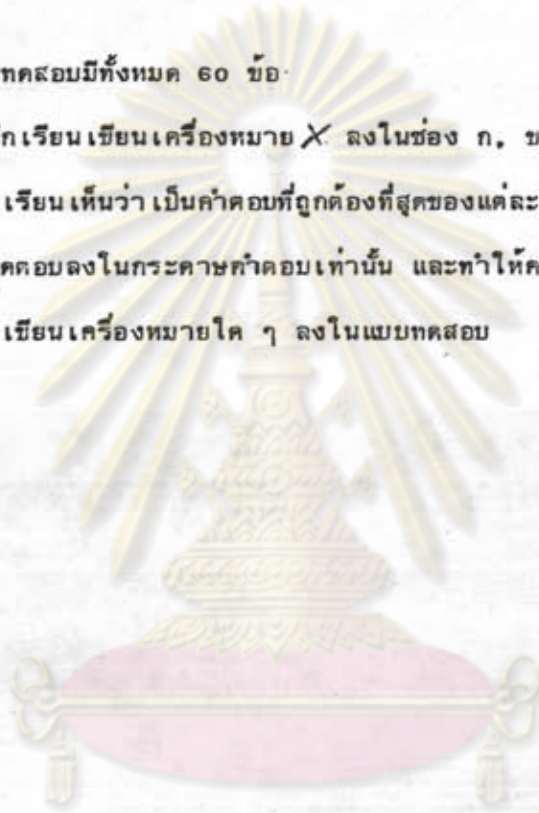 ทดสอบมีทั้งหมด 60 ข้อ
เรียนเขียนเครื่องหมาย X ลงในช่อง ก. ข
เรียนเห็นว่าเป็นคำตอบที่ถูกต้องที่สุดของแต่ละ
ตอบลงในกระดาษคำตอบเท่านั้น และทำให้ค
เขียนเครื่องหมายใด ๆ ลงในแบบทดสอบ